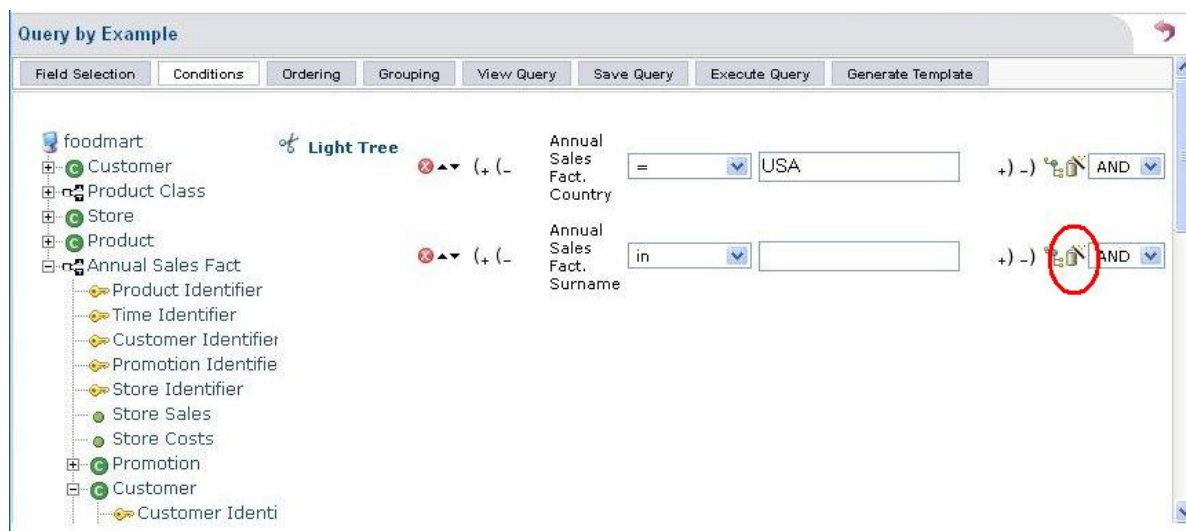 Query by Example
Field Selection Conditions Ordering Grouping View Query Save Query Execute Query Generate Template
foodmart
Customer
Product Class
Store
Product
Annual Sales Fact
Product Identifier
Time Identifier
Customer Identifier
Promotion Identifie
Store Identifier
Store Sales
Store Costs
Promotion
Customer
Customer Identi
Light Tree
(+ (-
Annual
Sales
Fact.
Country
= USA +) -) AND
(+ (-
Annual
Sales
Fact.
Surname
in +) -) AND